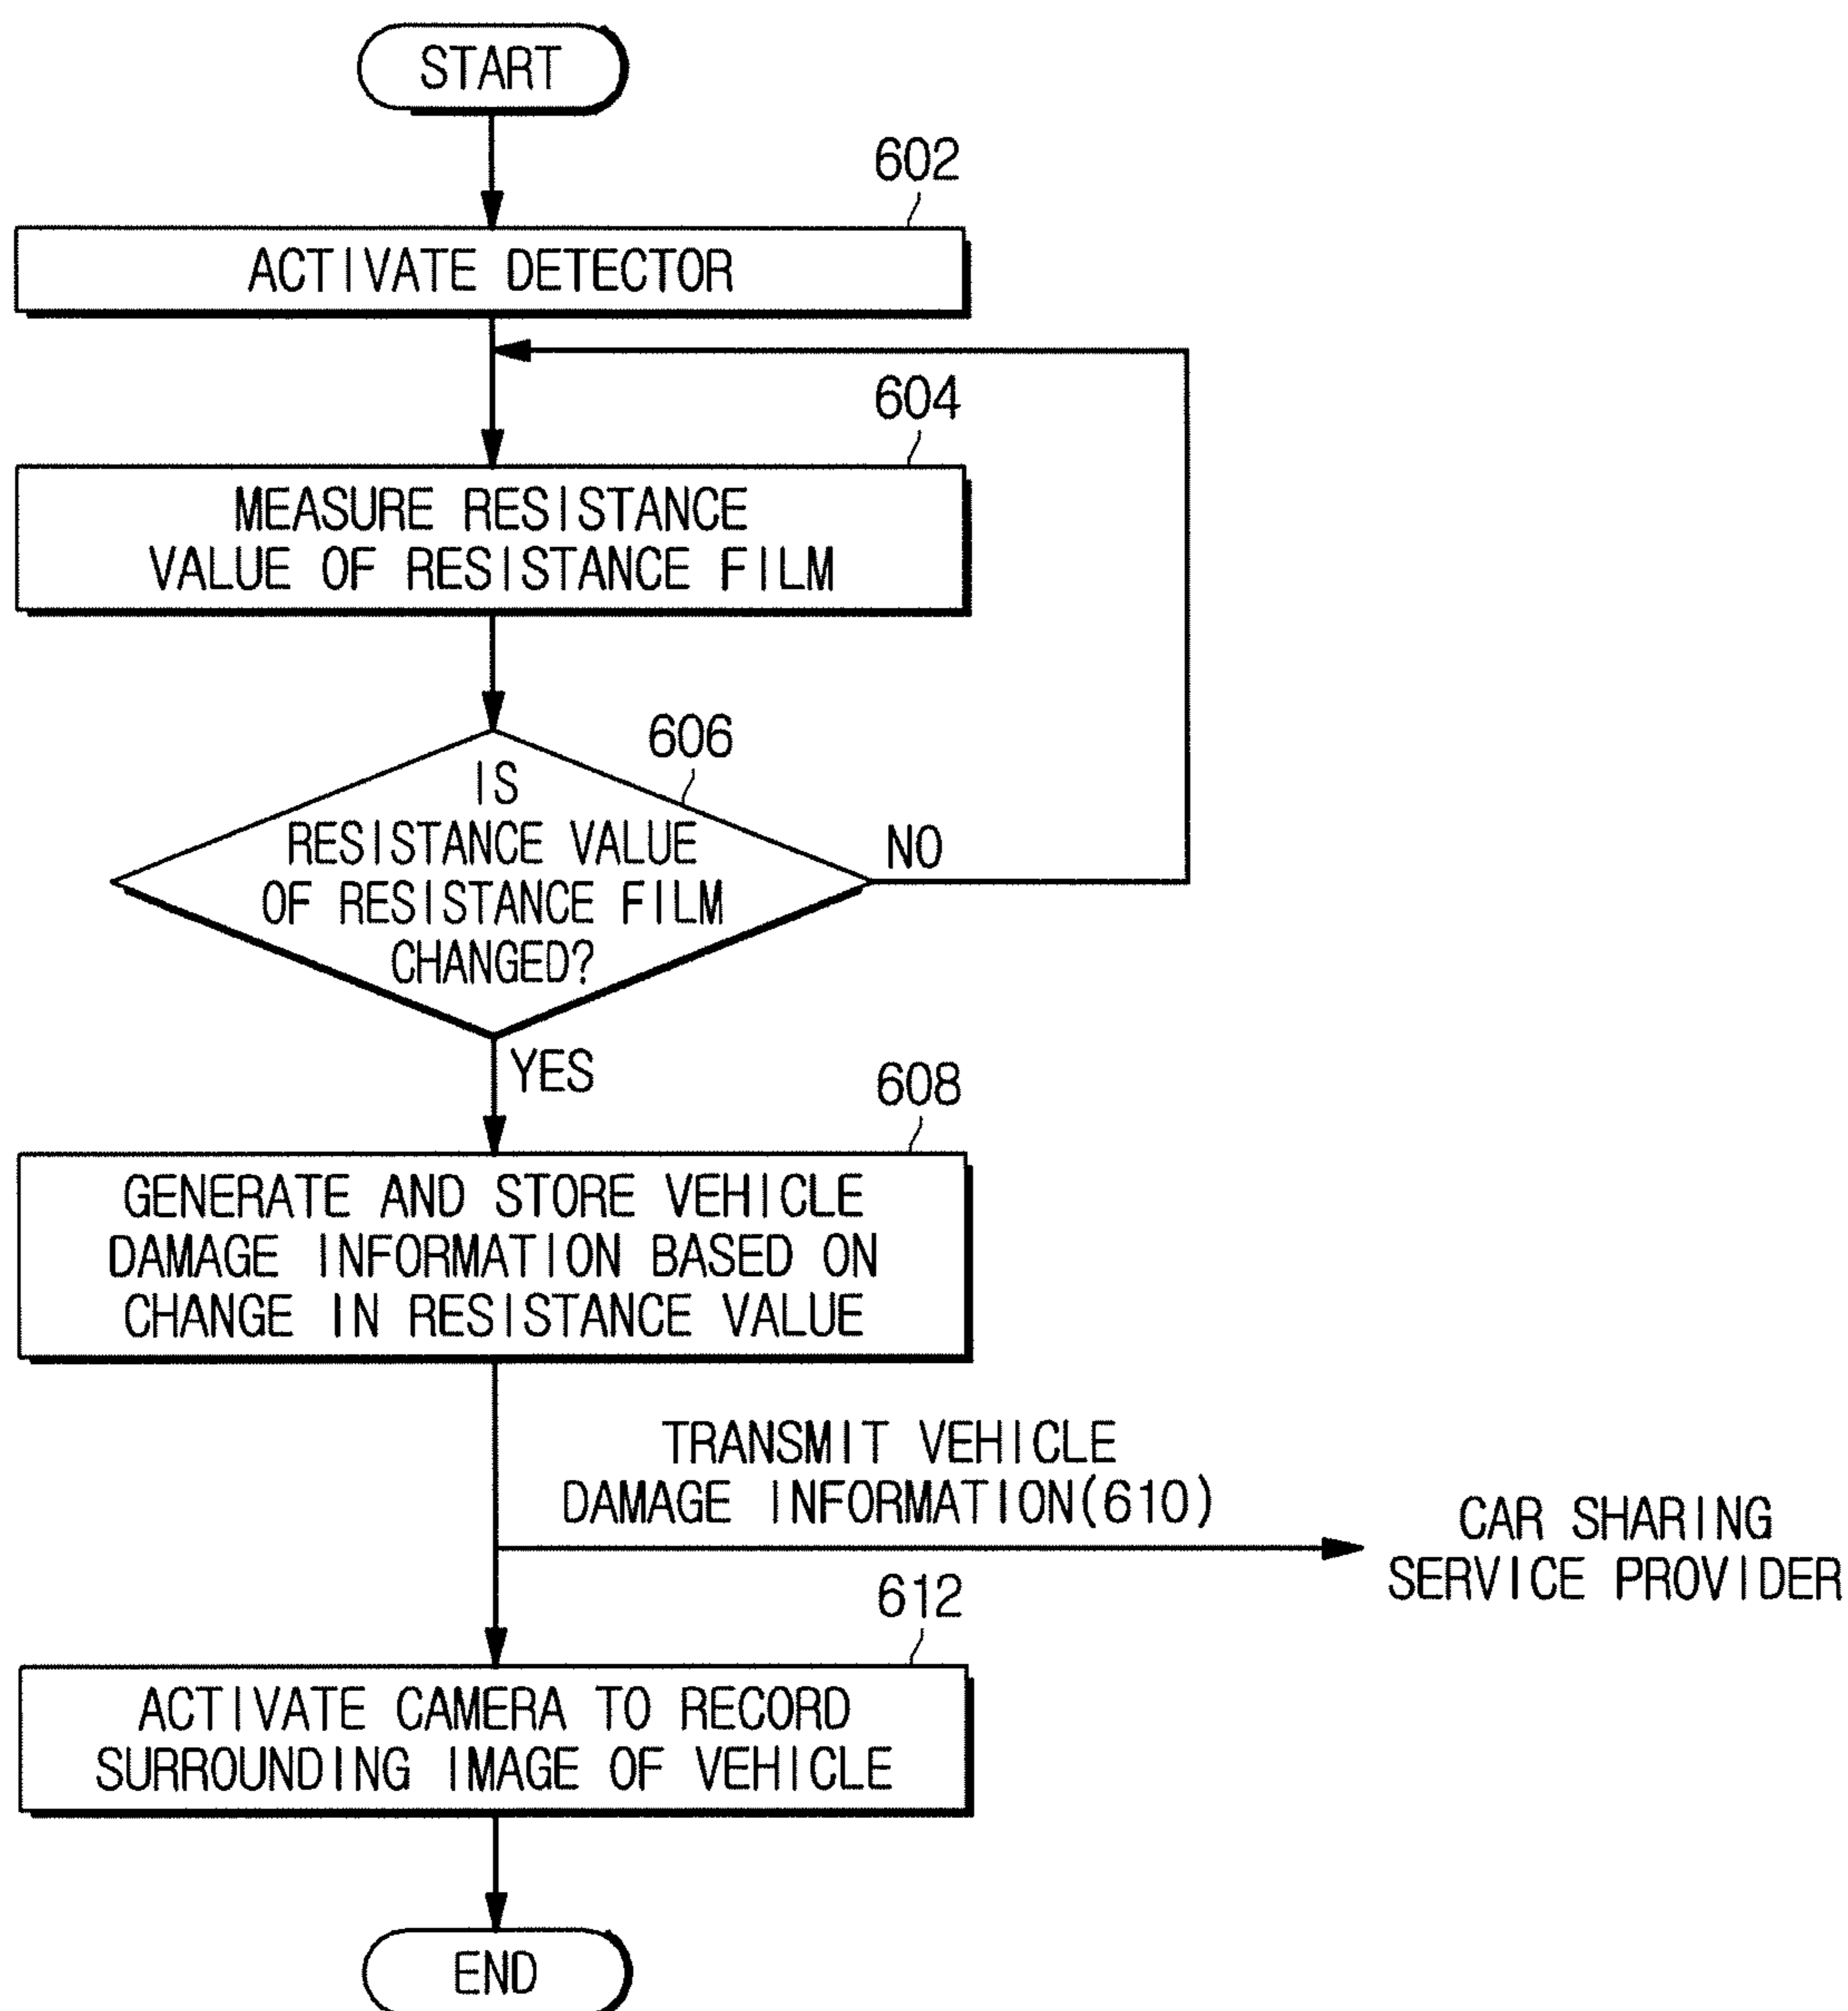 START
602
ACTIVATE DETECTOR
604
MEASURE RESISTANCE
VALUE OF RESISTANCE FILM
606
IS
RESISTANCE VALUE
OF RESISTANCE FILM
CHANGED?
NO
YES
608
GENERATE AND STORE VEHICLE
DAMAGE INFORMATION BASED ON
CHANGE IN RESISTANCE VALUE
TRANSMIT VEHICLE
DAMAGE INFORMATION(610)
CAR SHARING
SERVICE PROVIDER
612
ACTIVATE CAMERA TO RECORD
SURROUNDING IMAGE OF VEHICLE
END